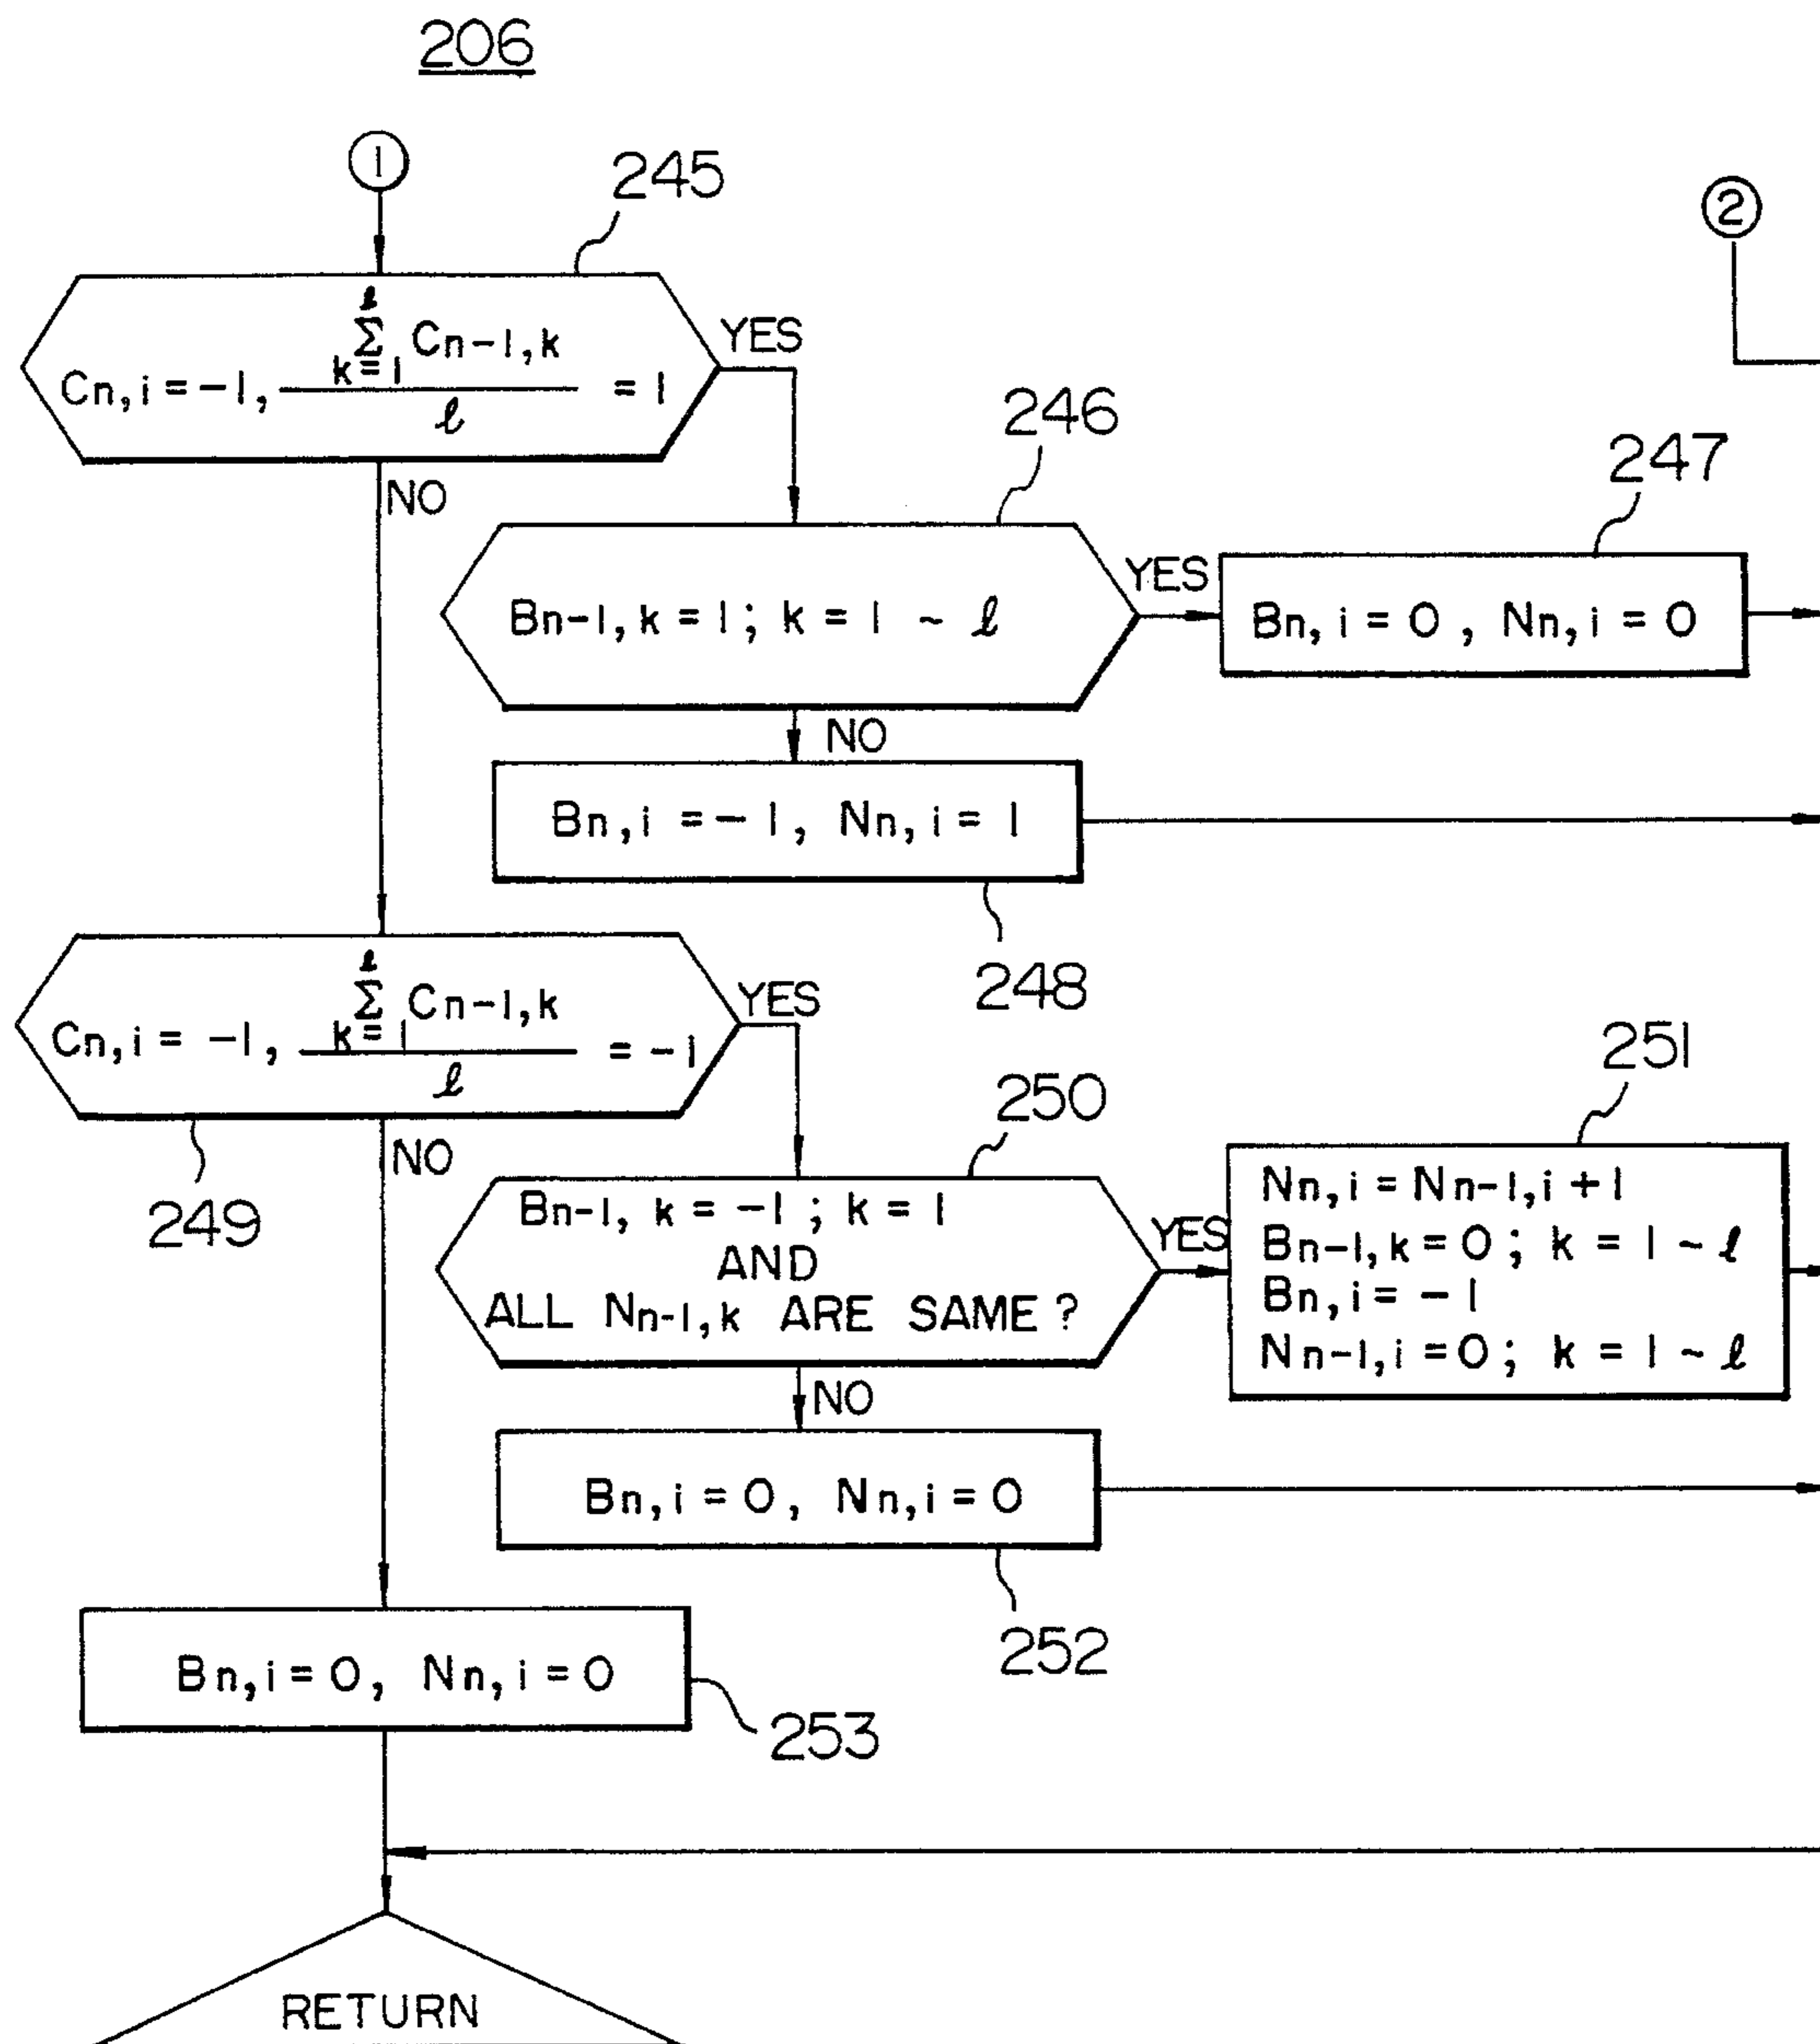 206
1
245
2
ℓ
Σ Cn-1,k
k=1
Cn,i=-1, ――― =1
ℓ
YES
246
247
NO
Bn-1,k=1; k=1 ~ ℓ
YES
Bn,i=0, Nn,i=0
NO
Bn,i=-1, Nn,i=1
248
ℓ
Σ Cn-1,k
k=1
Cn,i=-1, ――― =-1
ℓ
YES
249
NO
250
251
Bn-1,k=-1; k=1
AND
ALL Nn-1,k ARE SAME?
YES
Nn,i=Nn-1,i+1
Bn-1,k=0; k=1~ℓ
Bn,i=-1
Nn-1,i=0; k=1~ℓ
NO
Bn,i=0, Nn,i=0
252
Bn,i=0, Nn,i=0
253
RETURN